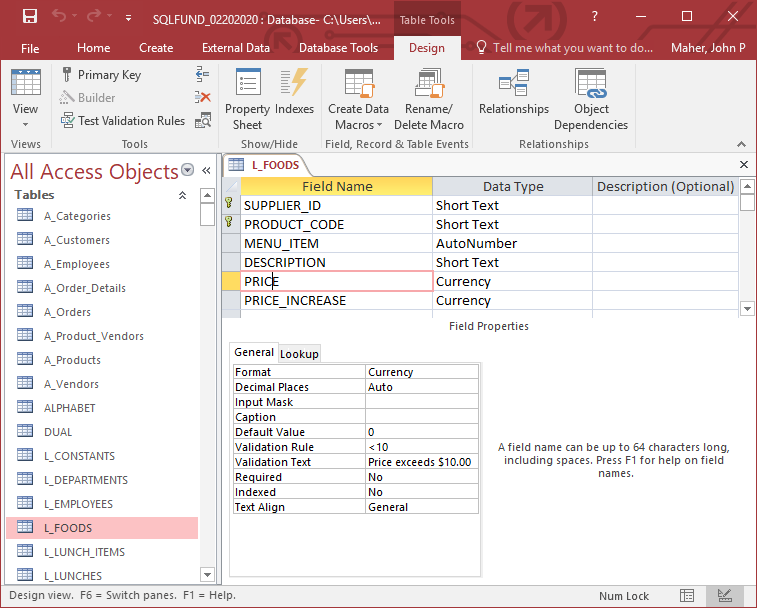 SQLFUND_02202020 : Database- C:\Users\... Table Tools ?
File Home Create External Data Database Tools Design Tell me what you want to do... Maher, John P
View
Views
Primary Key
Builder
Test Validation Rules
Tools
Property Sheet
Indexes
Show/Hide
Create Data Macros
Rename/ Delete Macro
Field, Record & Table Events
Relationships
Object Dependencies
Relationships
All Access Objects «
Tables
A_Categories
A_Customers
A_Employees
A_Order_Details
A_Orders
A_Product_Vendors
A_Products
A_Vendors
ALPHABET
DUAL
L_CONSTANTS
L_DEPARTMENTS
L_EMPLOYEES
L_FOODS
L_LUNCH_ITEMS
L_LUNCHES
L_FOODS
Field Name Data Type Description (Optional)
SUPPLIER_ID Short Text
PRODUCT_CODE Short Text
MENU_ITEM AutoNumber
DESCRIPTION Short Text
PRICE Currency
PRICE_INCREASE Currency
Field Properties
General Lookup
Format Currency
Decimal Places Auto
Input Mask
Caption
Default Value 0
Validation Rule <10
Validation Text Price exceeds $10.00
Required No
Indexed No
Text Align General
A field name can be up to 64 characters long,
including spaces. Press F1 for help on field
names.
Design view. F6 = Switch panes. F1 = Help. Num Lock